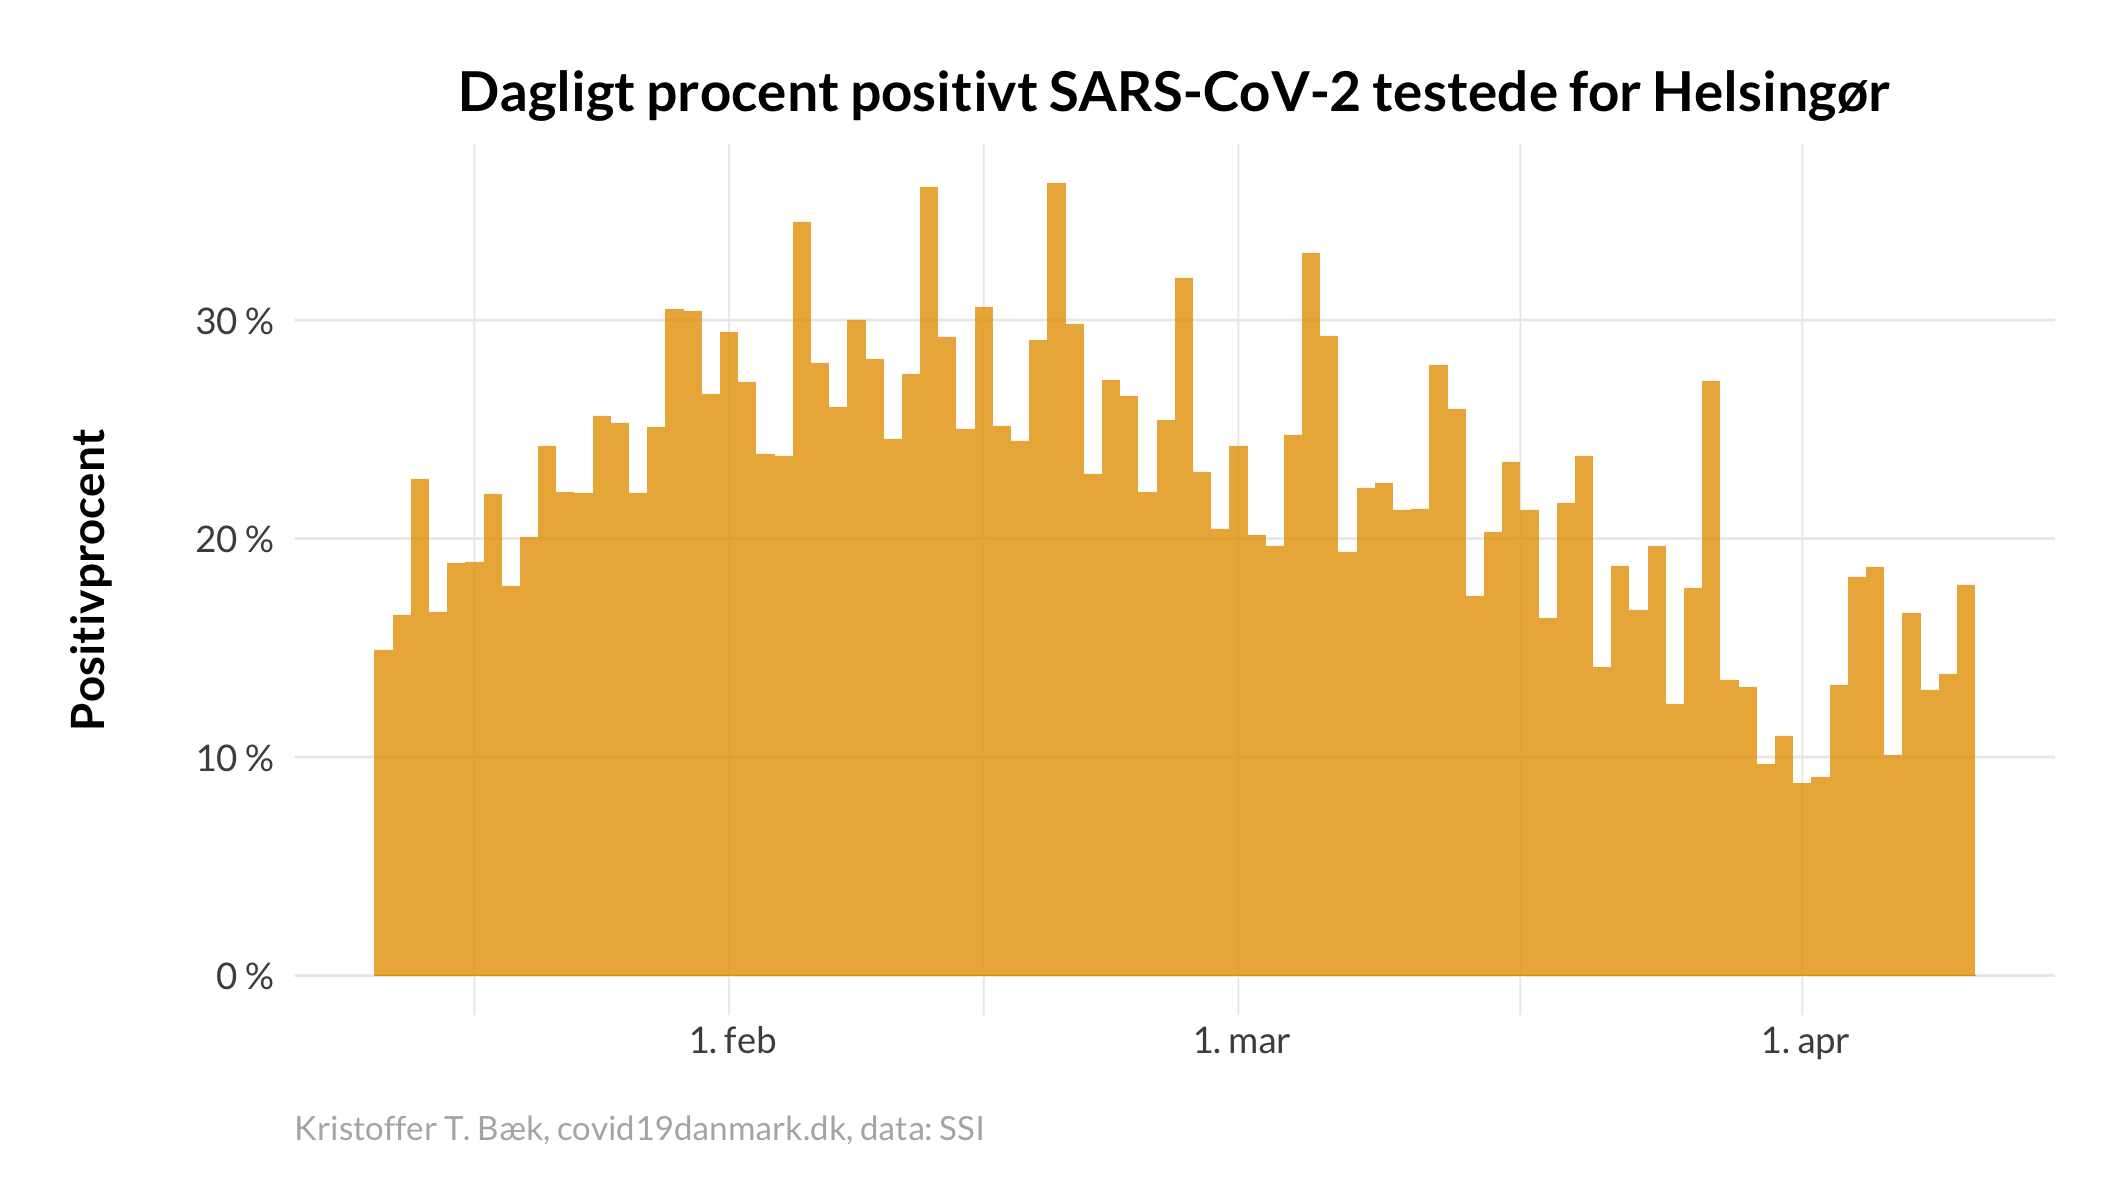 Dagligt procent positivt SARS-CoV-2 testede for Helsingør
Positivprocent
30 %
20 %
10 %
0 %
1. feb
1. mar
1. apr
Kristoffer T. Bæk, covid19danmark.dk, data: SSI